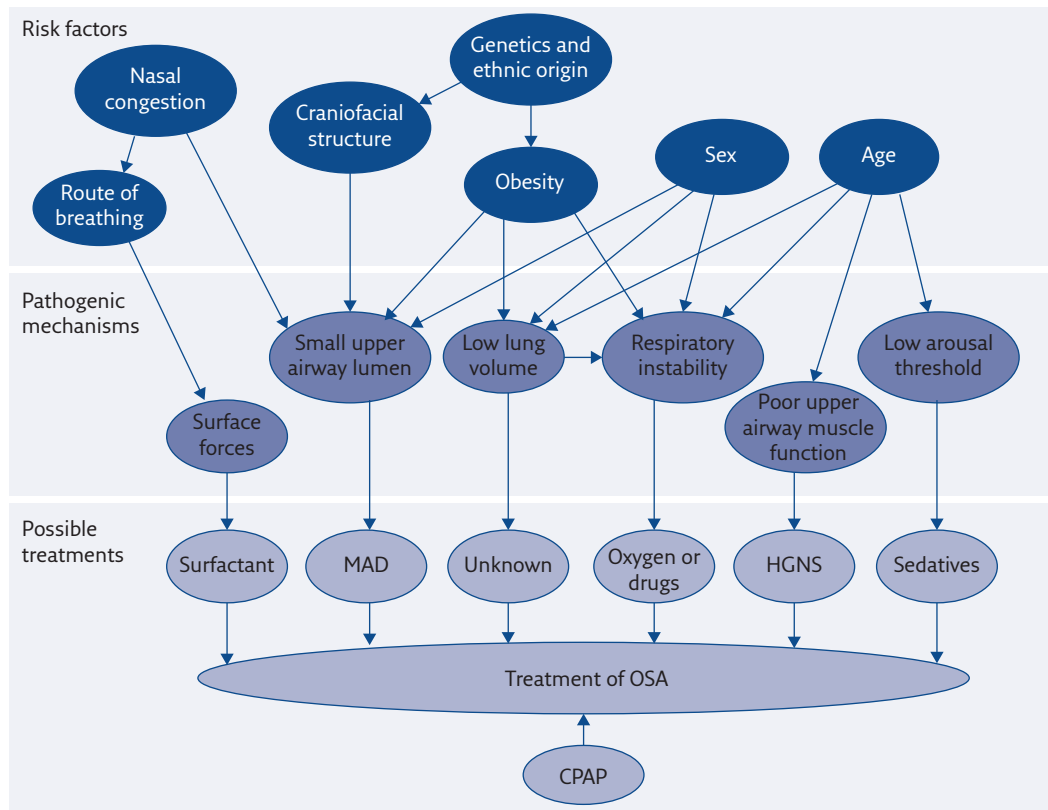 Risk factors
Nasal
congestion
Genetics and
ethnic origin
Craniofacial
structure
Sex
Age
Route of
breathing
Obesity
Pathogenic
mechanisms
Small upper
airway lumen
Low lung
volume
Respiratory
instability
Low arousal
threshold
Surface
forces
Poor upper
airway muscle
function
Possible
treatments
Surfactant
MAD
Unknown
Oxygen or
drugs
HGNS
Sedatives
Treatment of OSA
CPAP